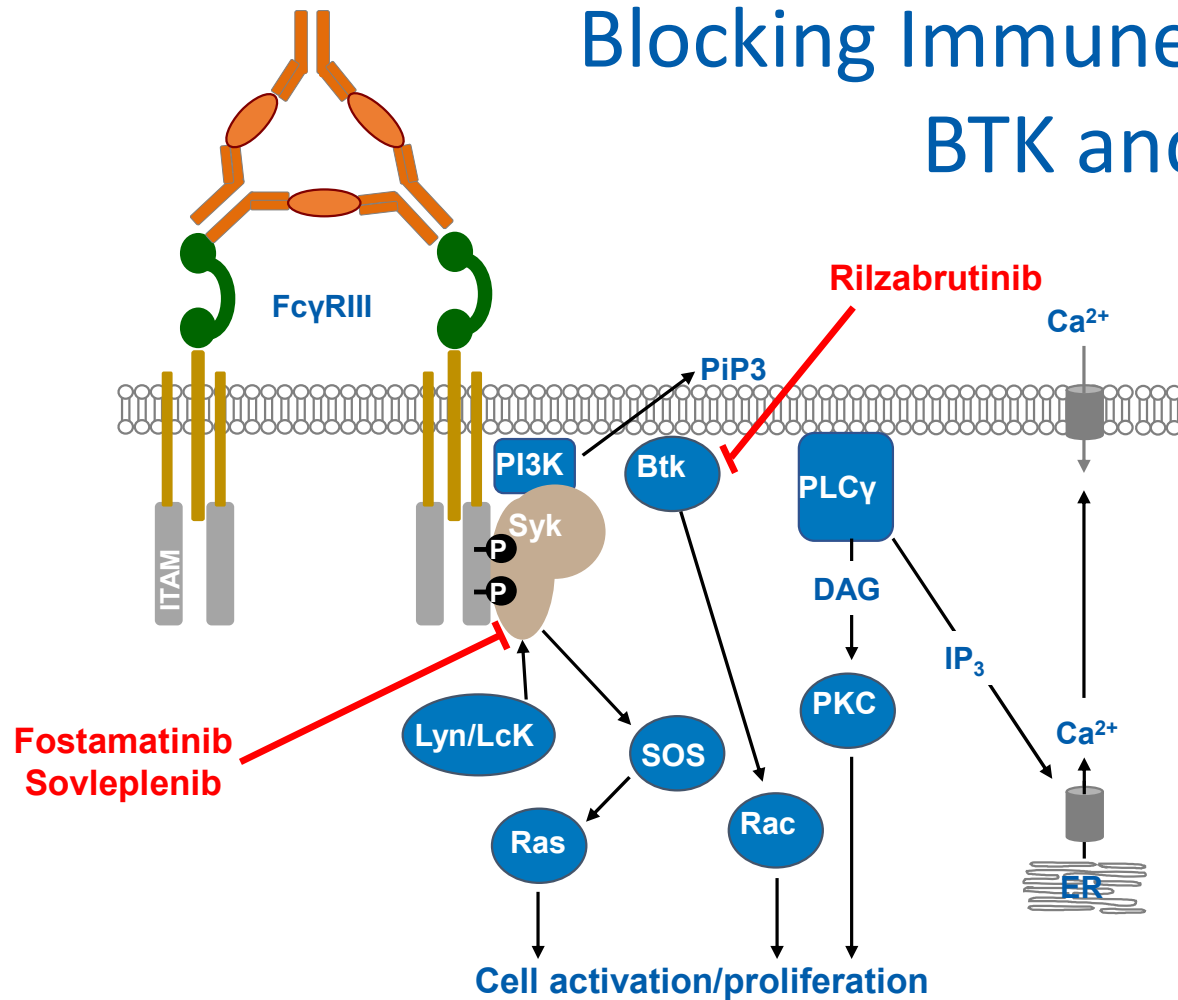 Blocking Immune
BTK and
Rilzabrutinib
FcγRIII
Ca²⁺
PiP3
PI3K
Btk
PLCγ
Syk
P
P
ITAM
DAG
IP₃
PKC
Lyn/LcK
SOS
Ca²⁺
Fostamatinib
Sovleplenib
Ras
Rac
ER
Cell activation/proliferation